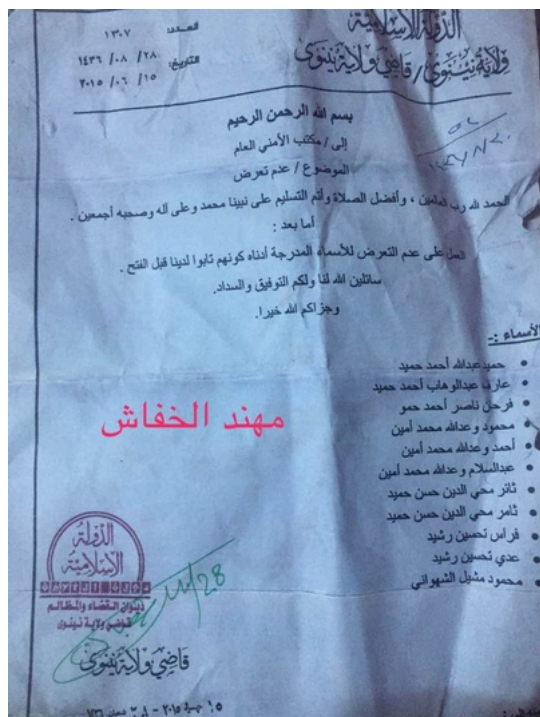 الدولة الإسلامية
ولاية نينوى / قاضي ولاية نينوى
العدد: ١٣٠٧
التاريخ: ٢٨ / ٠٨ / ١٤٣٦
١٥ / ٠٦ / ٢٠١٥
بسم الله الرحمن الرحيم
إلى / مكتب الأمني العام
الموضوع / عدم تعرض
الحمد لله رب العالمين ، وأفضل الصلاة وأتم التسليم على نبينا محمد وعلى آله وصحبه أجمعين .
أما بعد :
العمل على عدم التعرض للأسماء المدرجة أدناه كونهم تابوا لدينا قبل الفتح .
سائلين الله لنا ولكم التوفيق والسداد.
وجزاكم الله خيرا.
الأسماء :-
• حميد عبدالله أحمد حميد
• عارف عبدالوهاب أحمد حميد
• فرحان ناصر أحمد حمو
• محمود وعدالله محمد أمين
• أحمد وعدالله محمد أمين
• عبدالسلام وعدالله محمد أمين
• ثائر محي الدين حسن حميد
• ثامر محي الدين حسن حميد
• فراس تحسين رشيد
• عدي تحسين رشيد
• محمود مشيل الشهواني
مهند الخفاش
الدولة
الإسلامية
ديوان القضاء والمظالم
قاضي ولاية نينوى
قاضي ولاية نينوى